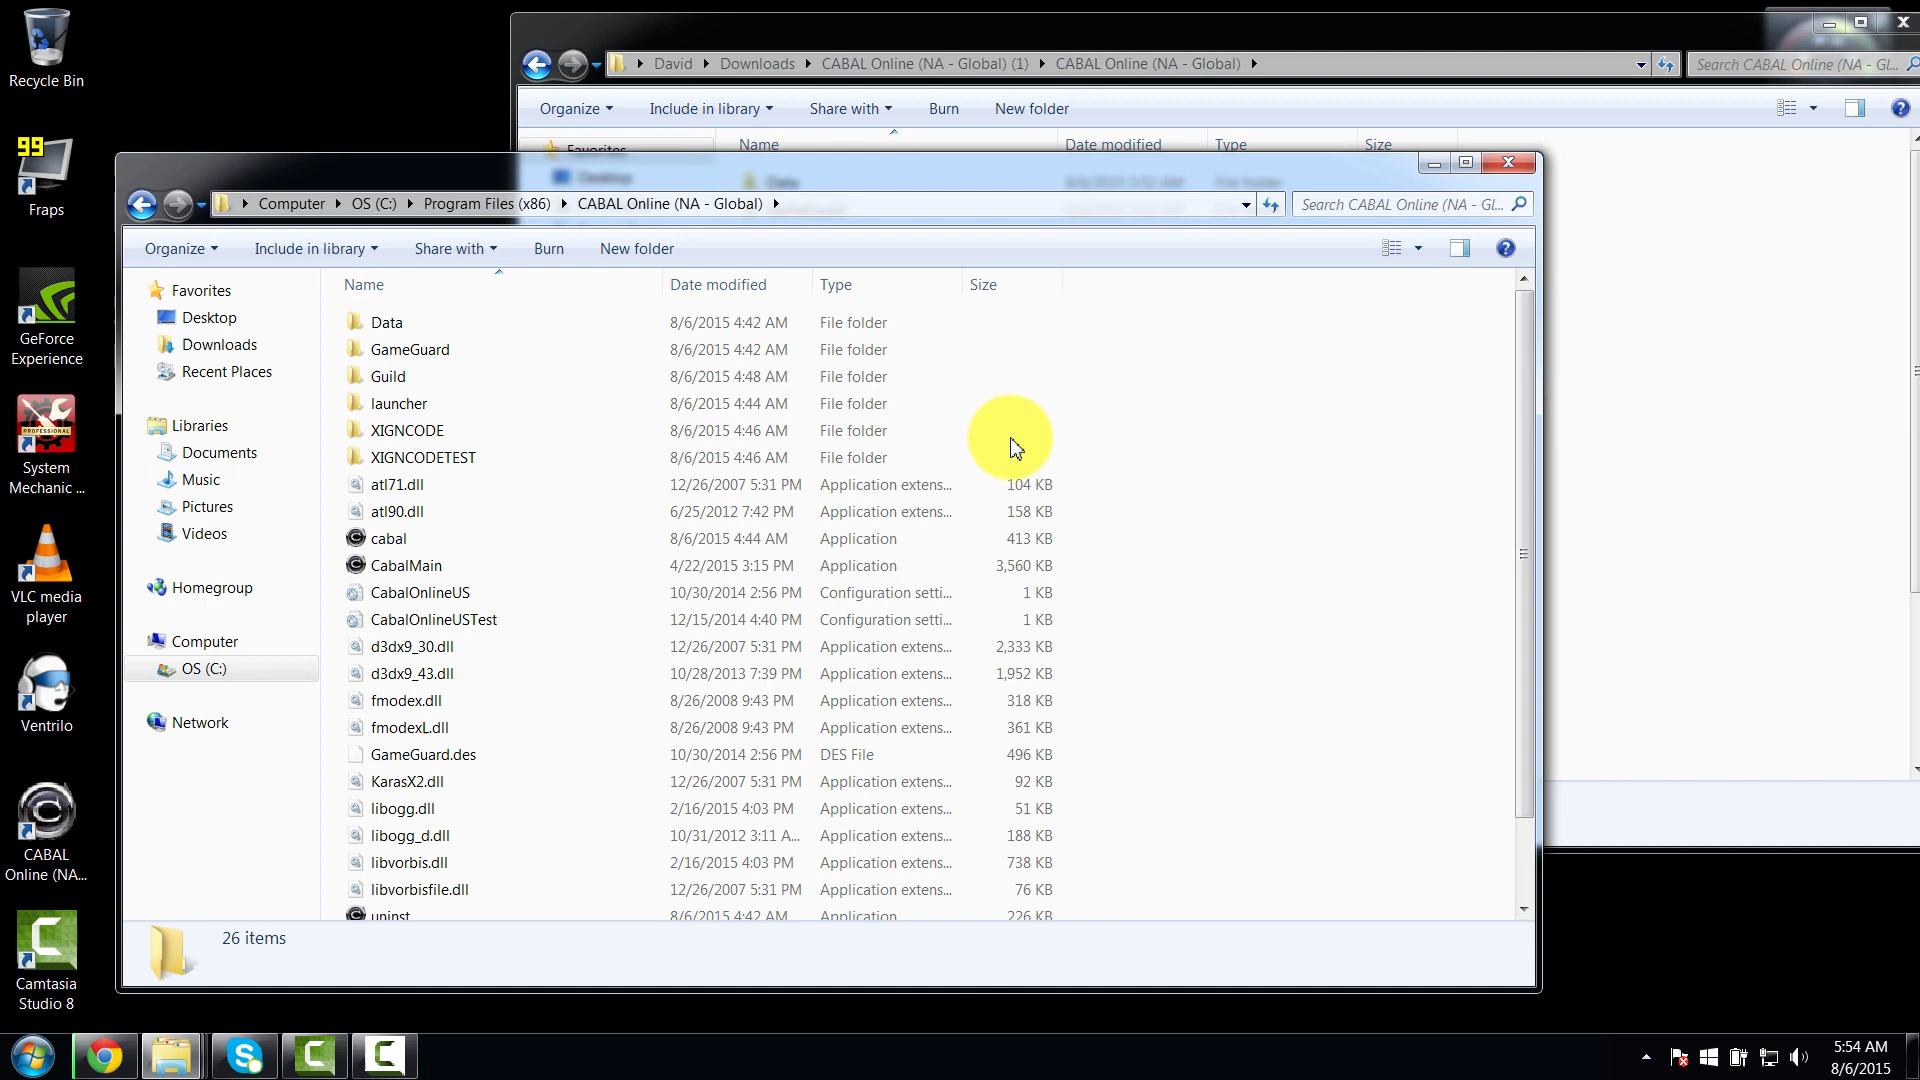 Recycle Bin
99
Fraps
GeForce
Experience
PROFESSIONAL
System
Mechanic ...
VLC media
player
Ventrilo
CABAL
Online (NA...
Camtasia
Studio 8
David Downloads CABAL Online (NA - Global) (1) CABAL Online (NA - Global)
Search CABAL Online (NA - Gl...
Organize Include in library Share with Burn New folder
Favorites Name Date modified Type Size
Desktop Data File folder
Computer OS (C:) Program Files (x86) CABAL Online (NA - Global)
Search CABAL Online (NA - Gl...
Organize Include in library Share with Burn New folder
Favorites
Desktop
Downloads
Recent Places
Libraries
Documents
Music
Pictures
Videos
Homegroup
Computer
OS (C:)
Network
Name Date modified Type Size
Data 8/6/2015 4:42 AM File folder
GameGuard 8/6/2015 4:42 AM File folder
Guild 8/6/2015 4:48 AM File folder
launcher 8/6/2015 4:44 AM File folder
XIGNCODE 8/6/2015 4:46 AM File folder
XIGNCODETEST 8/6/2015 4:46 AM File folder
atl71.dll 12/26/2007 5:31 PM Application extens... 104 KB
atl90.dll 6/25/2012 7:42 PM Application extens... 158 KB
cabal 8/6/2015 4:44 AM Application 413 KB
CabalMain 4/22/2015 3:15 PM Application 3,560 KB
CabalOnlineUS 10/30/2014 2:56 PM Configuration setti... 1 KB
CabalOnlineUSTest 12/15/2014 4:40 PM Configuration setti... 1 KB
d3dx9_30.dll 12/26/2007 5:31 PM Application extens... 2,333 KB
d3dx9_43.dll 10/28/2013 7:39 PM Application extens... 1,952 KB
fmodex.dll 8/26/2008 9:43 PM Application extens... 318 KB
fmodexL.dll 8/26/2008 9:43 PM Application extens... 361 KB
GameGuard.des 10/30/2014 2:56 PM DES File 496 KB
KarasX2.dll 12/26/2007 5:31 PM Application extens... 92 KB
libogg.dll 2/16/2015 4:03 PM Application extens... 51 KB
libogg_d.dll 10/31/2012 3:11 A... Application extens... 188 KB
libvorbis.dll 2/16/2015 4:03 PM Application extens... 738 KB
libvorbisfile.dll 12/26/2007 5:31 PM Application extens... 76 KB
uninst 8/6/2015 4:42 AM Application 226 KB
26 items
5:54 AM
8/6/2015